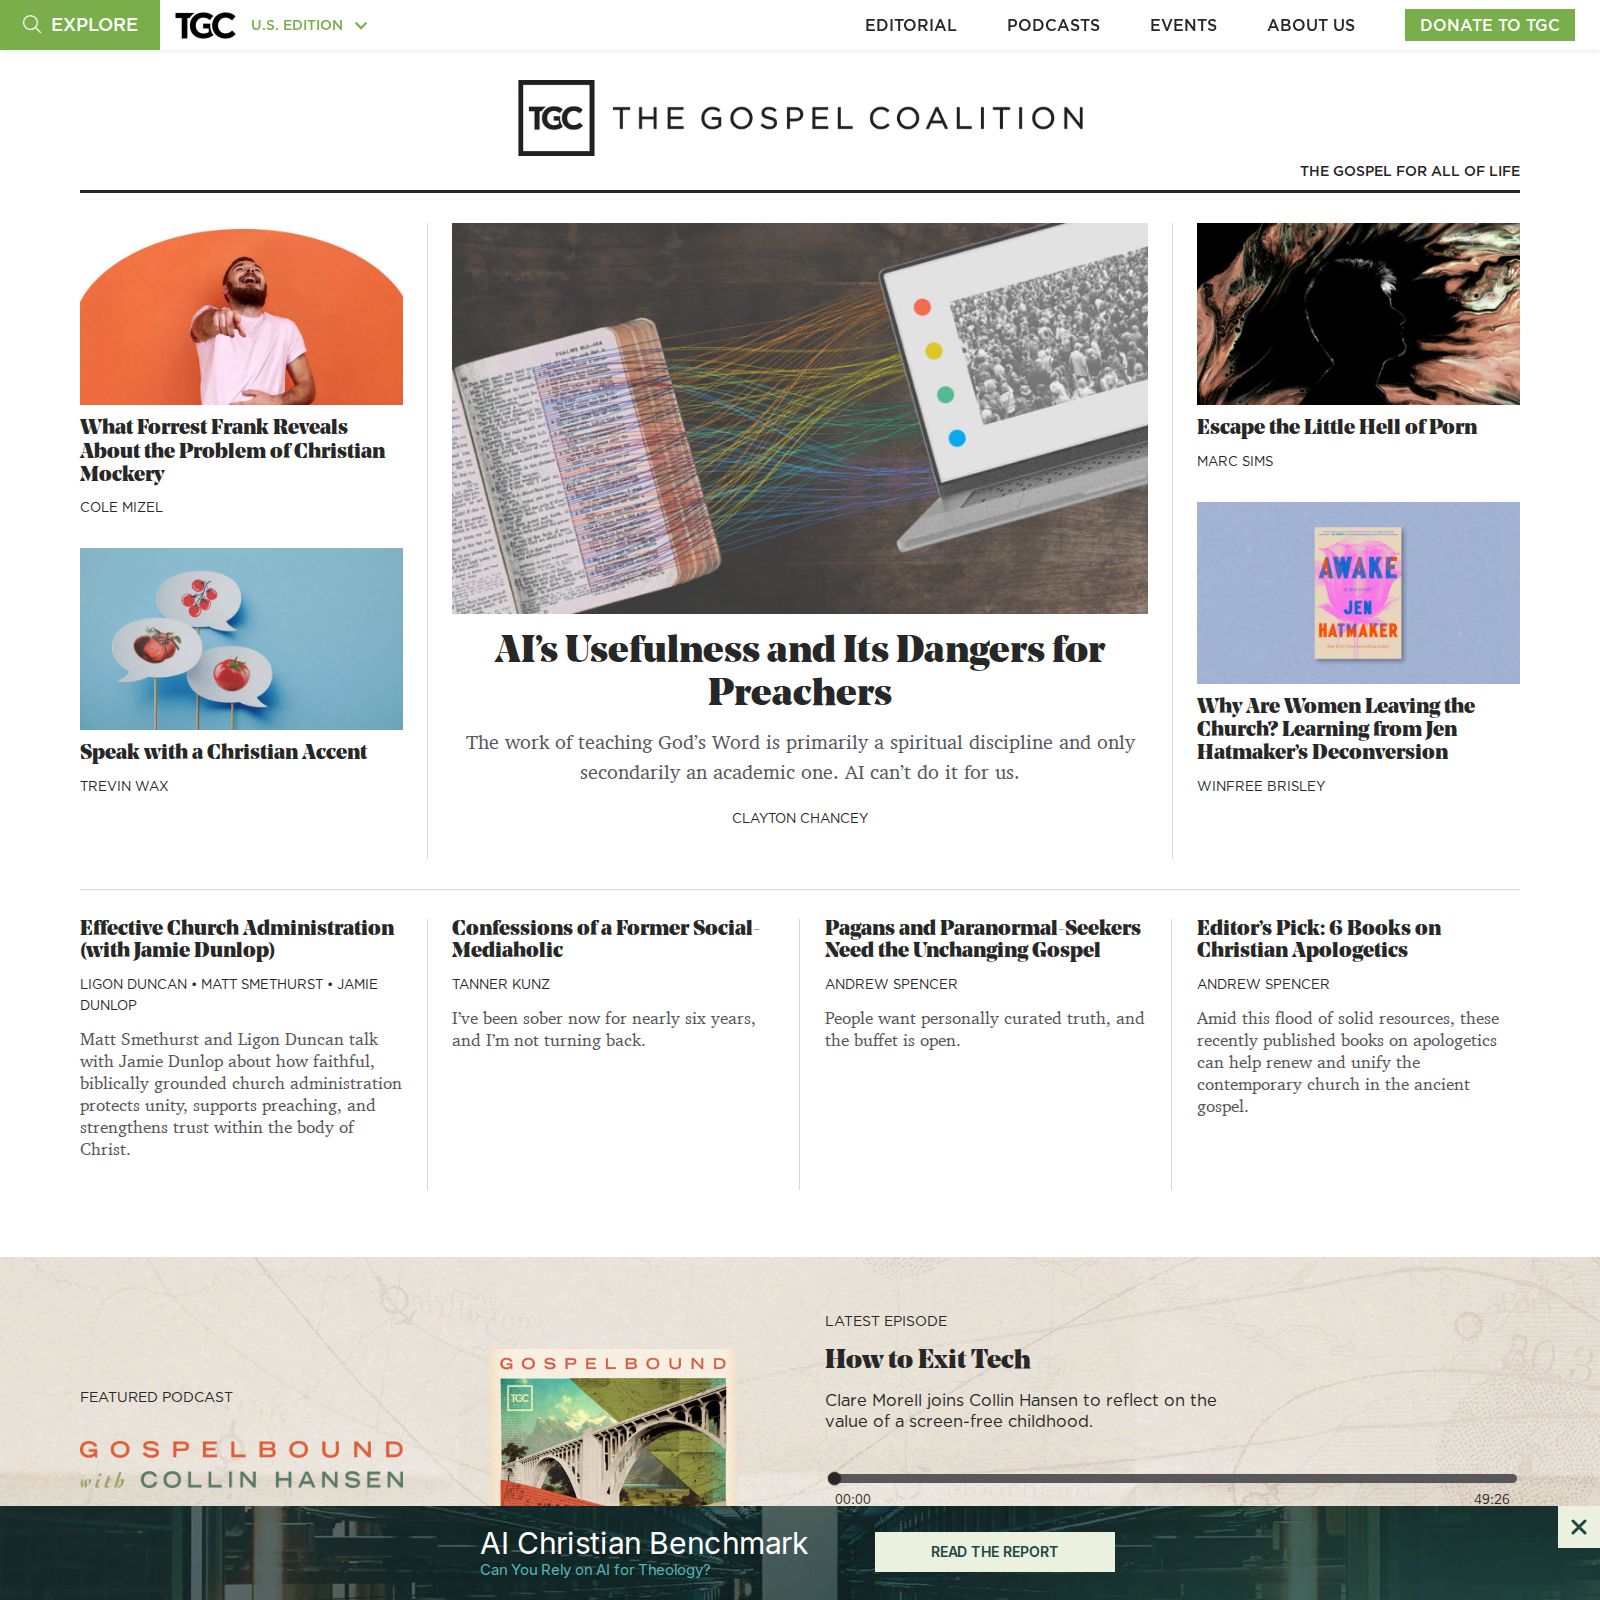 EXPLORE
TGC
U.S. EDITION
EDITORIAL
PODCASTS
EVENTS
ABOUT US
DONATE TO TGC
TGC THE GOSPEL COALITION
THE GOSPEL FOR ALL OF LIFE
What Forrest Frank Reveals
About the Problem of Christian
Mockery
COLE MIZEL
Speak with a Christian Accent
TREVIN WAX
AI’s Usefulness and Its Dangers for
Preachers
The work of teaching God’s Word is primarily a spiritual discipline and only
secondarily an academic one. AI can’t do it for us.
CLAYTON CHANCEY
Escape the Little Hell of Porn
MARC SIMS
AWAKE
a memoir
JEN
HATMAKER
Why Are Women Leaving the
Church? Learning from Jen
Hatmaker’s Deconversion
WINFREE BRISLEY
Effective Church Administration
(with Jamie Dunlop)
LIGON DUNCAN • MATT SMETHURST • JAMIE
DUNLOP
Matt Smethurst and Ligon Duncan talk
with Jamie Dunlop about how faithful,
biblically grounded church administration
protects unity, supports preaching, and
strengthens trust within the body of
Christ.
Confessions of a Former Social-
Mediaholic
TANNER KUNZ
I’ve been sober now for nearly six years,
and I’m not turning back.
Pagans and Paranormal-Seekers
Need the Unchanging Gospel
ANDREW SPENCER
People want personally curated truth, and
the buffet is open.
Editor’s Pick: 6 Books on
Christian Apologetics
ANDREW SPENCER
Amid this flood of solid resources, these
recently published books on apologetics
can help renew and unify the
contemporary church in the ancient
gospel.
FEATURED PODCAST
GOSPELBOUND
with COLLIN HANSEN
GOSPELBOUND
TGC
LATEST EPISODE
How to Exit Tech
Clare Morell joins Collin Hansen to reflect on the
value of a screen-free childhood.
00:00
49:26
AI Christian Benchmark
Can You Rely on AI for Theology?
READ THE REPORT